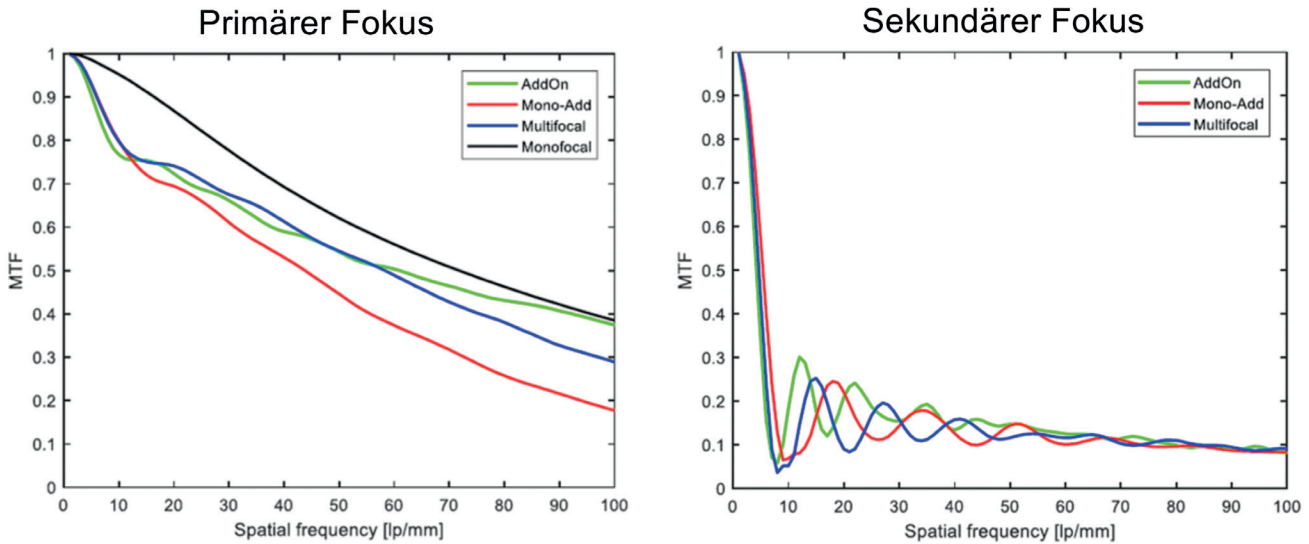 Primärer Fokus
1
0.9
0.8
0.7
0.6
0.5
0.4
0.3
0.2
0.1
0
MTF
AddOn
Mono-Add
Multifocal
Monofocal
0 10 20 30 40 50 60 70 80 90 100
Spatial frequency [lp/mm]
Sekundärer Fokus
1
0.9
0.8
0.7
0.6
0.5
0.4
0.3
0.2
0.1
0
MTF
AddOn
Mono-Add
Multifocal
0 10 20 30 40 50 60 70 80 90 100
Spatial frequency [lp/mm]